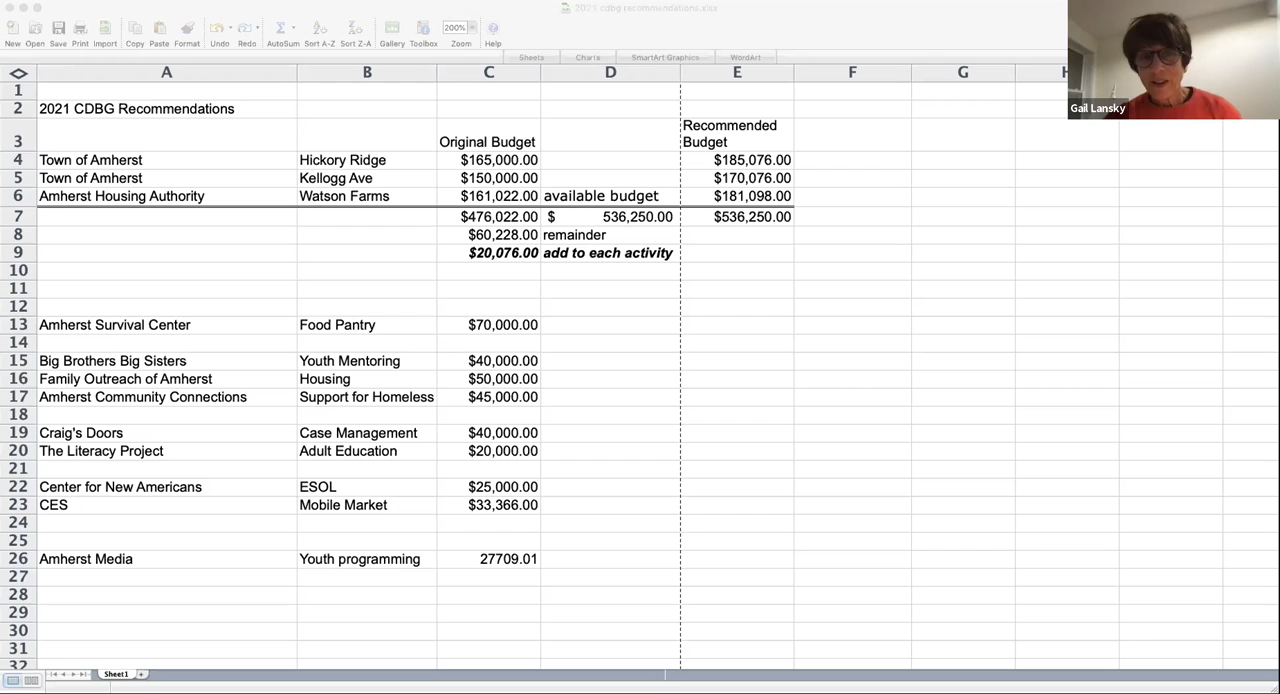 2021 cdbg recommendations.xlsx
New Open Save Print Import Copy Paste Format Undo Redo AutoSum Sort A-Z Sort Z-A Gallery Toolbox Zoom Help
200%
Sheets Charts SmartArt Graphics WordArt
A B C D E F G H
1
2 2021 CDBG Recommendations
3 Original Budget Recommended Budget
4 Town of Amherst Hickory Ridge $165,000.00 $185,076.00
5 Town of Amherst Kellogg Ave $150,000.00 $170,076.00
6 Amherst Housing Authority Watson Farms $161,022.00 available budget $181,098.00
7 $476,022.00 $ 536,250.00 $536,250.00
8 $60,228.00 remainder
9 $20,076.00 add to each activity
10
11
12
13 Amherst Survival Center Food Pantry $70,000.00
14
15 Big Brothers Big Sisters Youth Mentoring $40,000.00
16 Family Outreach of Amherst Housing $50,000.00
17 Amherst Community Connections Support for Homeless $45,000.00
18
19 Craig's Doors Case Management $40,000.00
20 The Literacy Project Adult Education $20,000.00
21
22 Center for New Americans ESOL $25,000.00
23 CES Mobile Market $33,366.00
24
25
26 Amherst Media Youth programming 27709.01
27
28
29
30
31
32
Sheet1
Gail Lansky